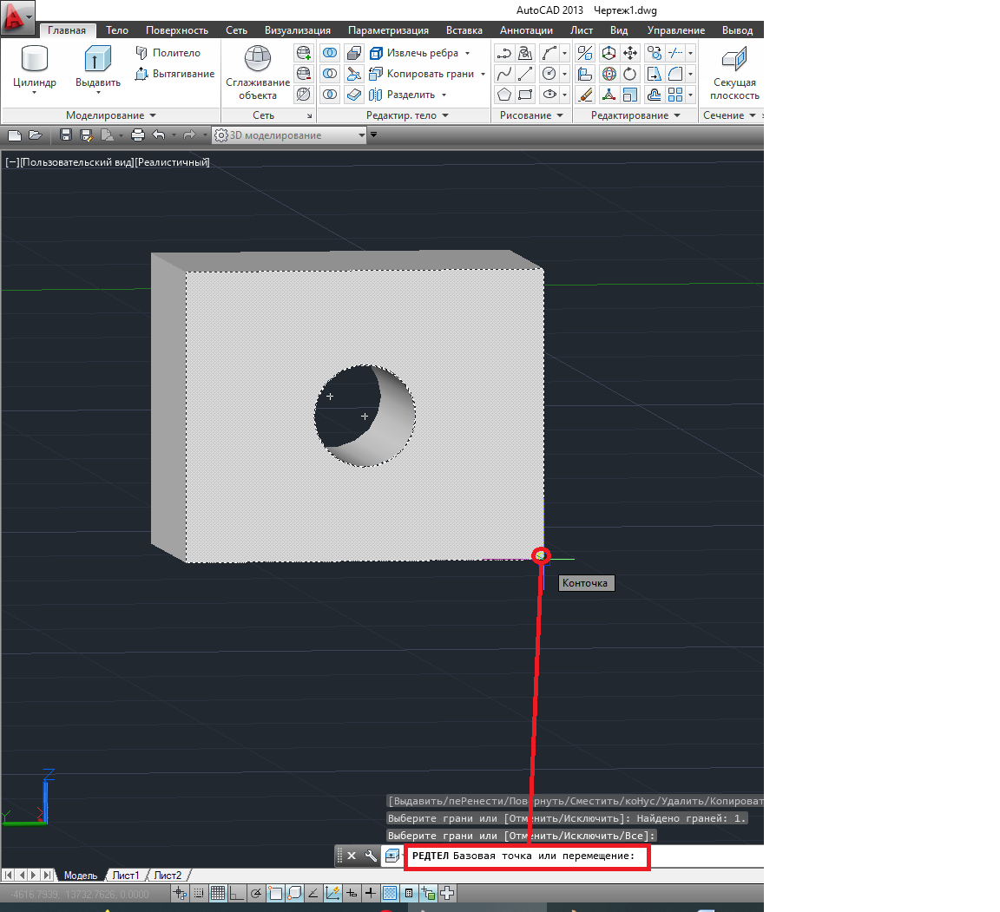 AutoCAD 2013 Чертеж1.dwg
Главная Тело Поверхность Сеть Визуализация Параметризация Вставка Аннотации Лист Вид Управление Вывод
Политело
Извлечь ребра
Цилиндр
Выдавить
Вытягивание
Сглаживание объекта
Копировать грани
Секущая плоскость
Разделить
Моделирование Сеть Редактир. тело Рисование Редактирование Сечение
3D моделирование
[−][Пользовательский вид][Реалистичный]
Конточка
Z
Y
X
[Выдавить/пеРенести/Повернуть/Сместить/коНус/Удалить/Копироват
Выберите грани или [Отменить/Исключить]: Найдено граней: 1.
Выберите грани или [Отменить/Исключить/Все]:
РЕДТЕЛ Базовая точка или перемещение:
Модель Лист1 Лист2
-4616.7939, 13732.7626, 0.0000